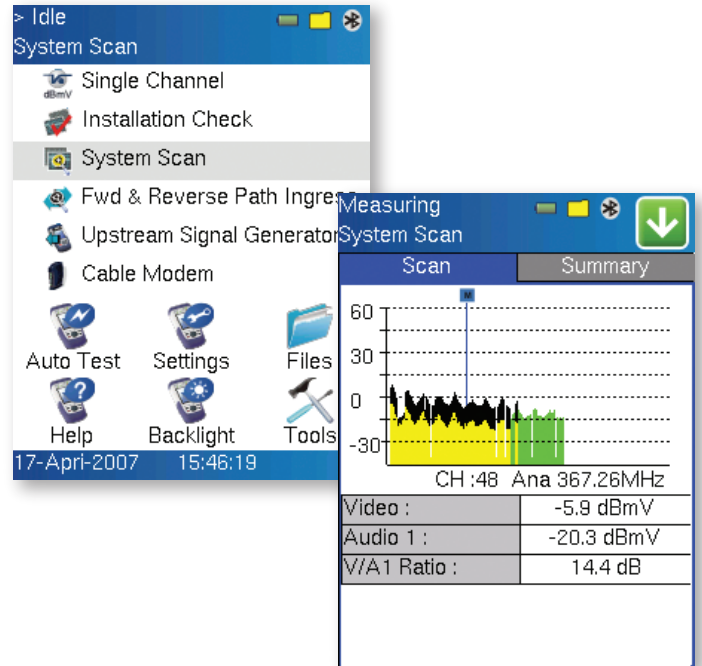 > Idle
System Scan
dBmV
Single Channel
Installation Check
System Scan
Fwd & Reverse Path Ingress
Upstream Signal Generator
Cable Modem
Auto Test Settings Files
Help Backlight Tools
17-Apri-2007 15:46:19
Measuring
System Scan
Scan Summary
M
60
30
0
-30
CH :48 Ana 367.26MHz
Video : -5.9 dBmV
Audio 1 : -20.3 dBmV
V/A1 Ratio : 14.4 dB